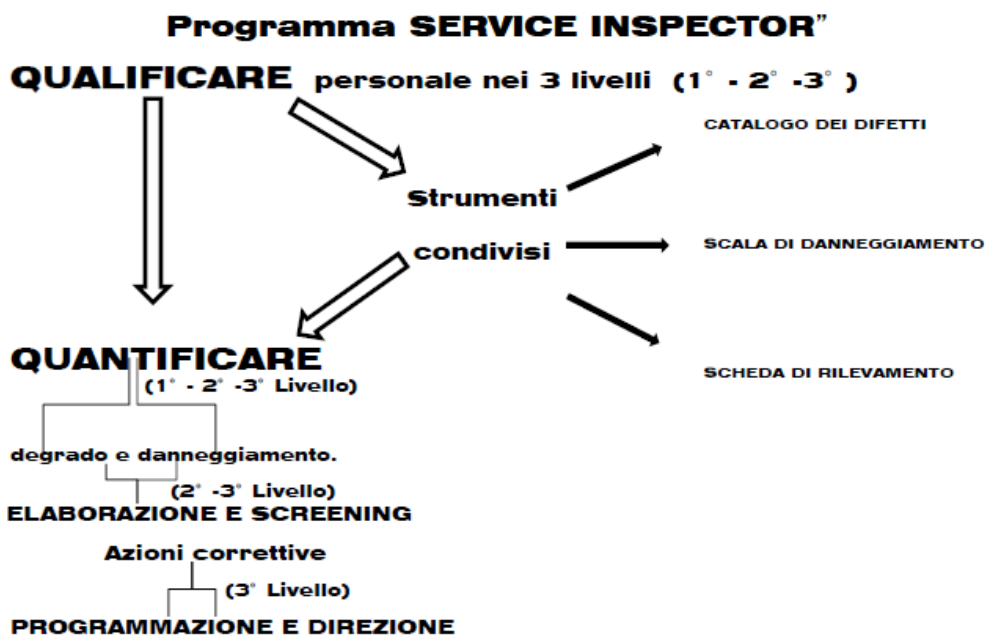 Programma SERVICE INSPECTOR”
QUALIFICARE personale nei 3 livelli (1° - 2° -3° )
CATALOGO DEI DIFETTI
Strumenti
condivisi
SCALA DI DANNEGGIAMENTO
QUANTIFICARE
(1° - 2° -3° Livello)
SCHEDA DI RILEVAMENTO
degrado e danneggiamento.
(2° -3° Livello)
ELABORAZIONE E SCREENING
Azioni correttive
(3° Livello)
PROGRAMMAZIONE E DIREZIONE